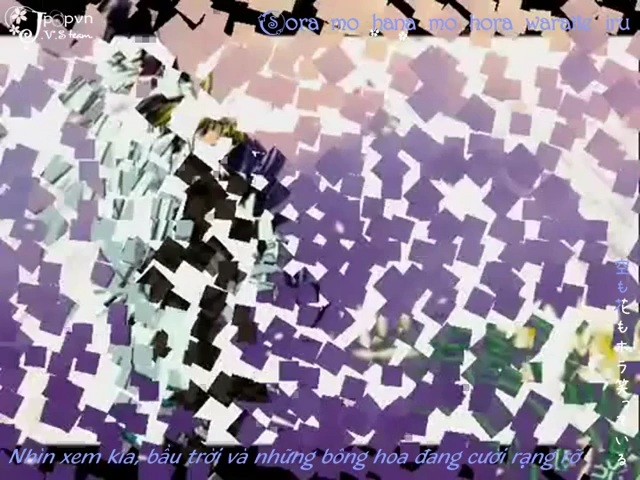 Jpopvn
.V.S team.
Sora mo hana mo hora waratte iru
空も花もホラ笑っている
Nhìn xem kìa, bầu trời và những bông hoa đang cười rạng rỡ